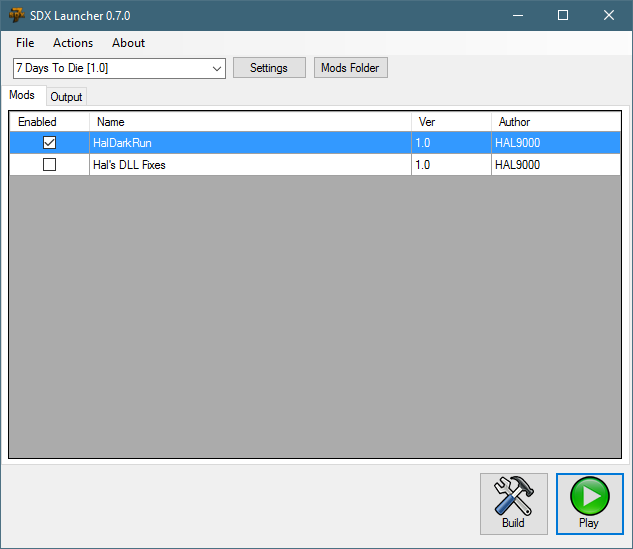 SDX Launcher 0.7.0
File Actions About
7 Days To Die [1.0] Settings Mods Folder
Mods Output
Enabled Name Ver Author
HalDarkRun 1.0 HAL9000
Hal's DLL Fixes 1.0 HAL9000
Build Play